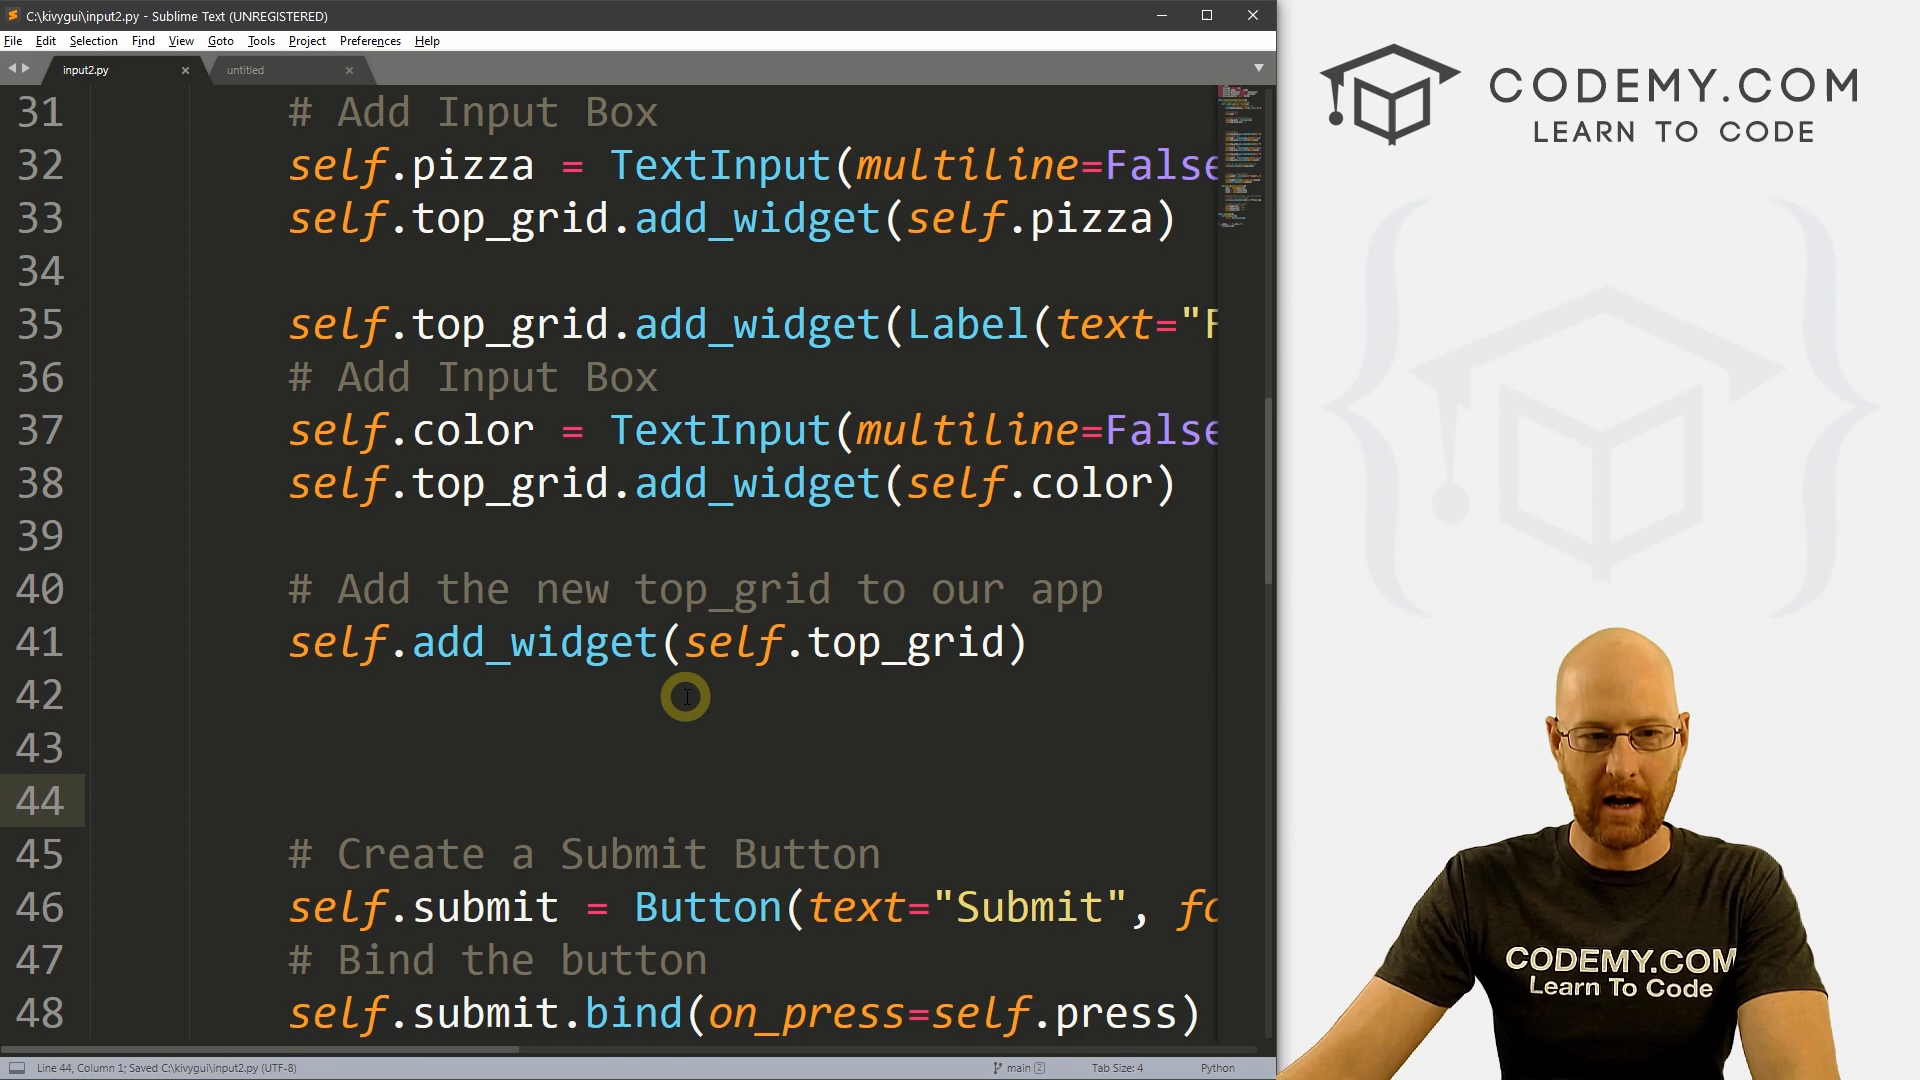 C:\kivygui\input2.py - Sublime Text (UNREGISTERED)
File Edit Selection Find View Goto Tools Project Preferences Help
input2.py untitled
31 # Add Input Box
32 self.pizza = TextInput(multiline=False
33 self.top_grid.add_widget(self.pizza)
34
35 self.top_grid.add_widget(Label(text="F
36 # Add Input Box
37 self.color = TextInput(multiline=False
38 self.top_grid.add_widget(self.color)
39
40 # Add the new top_grid to our app
41 self.add_widget(self.top_grid)
42
43
44
45 # Create a Submit Button
46 self.submit = Button(text="Submit", fo
47 # Bind the button
48 self.submit.bind(on_press=self.press)
Line 44, Column 1; Saved C:\kivygui\input2.py (UTF-8) main 2 Tab Size: 4 Python
CODEMY.COM
LEARN TO CODE
CODEMY.COM
Learn To Code